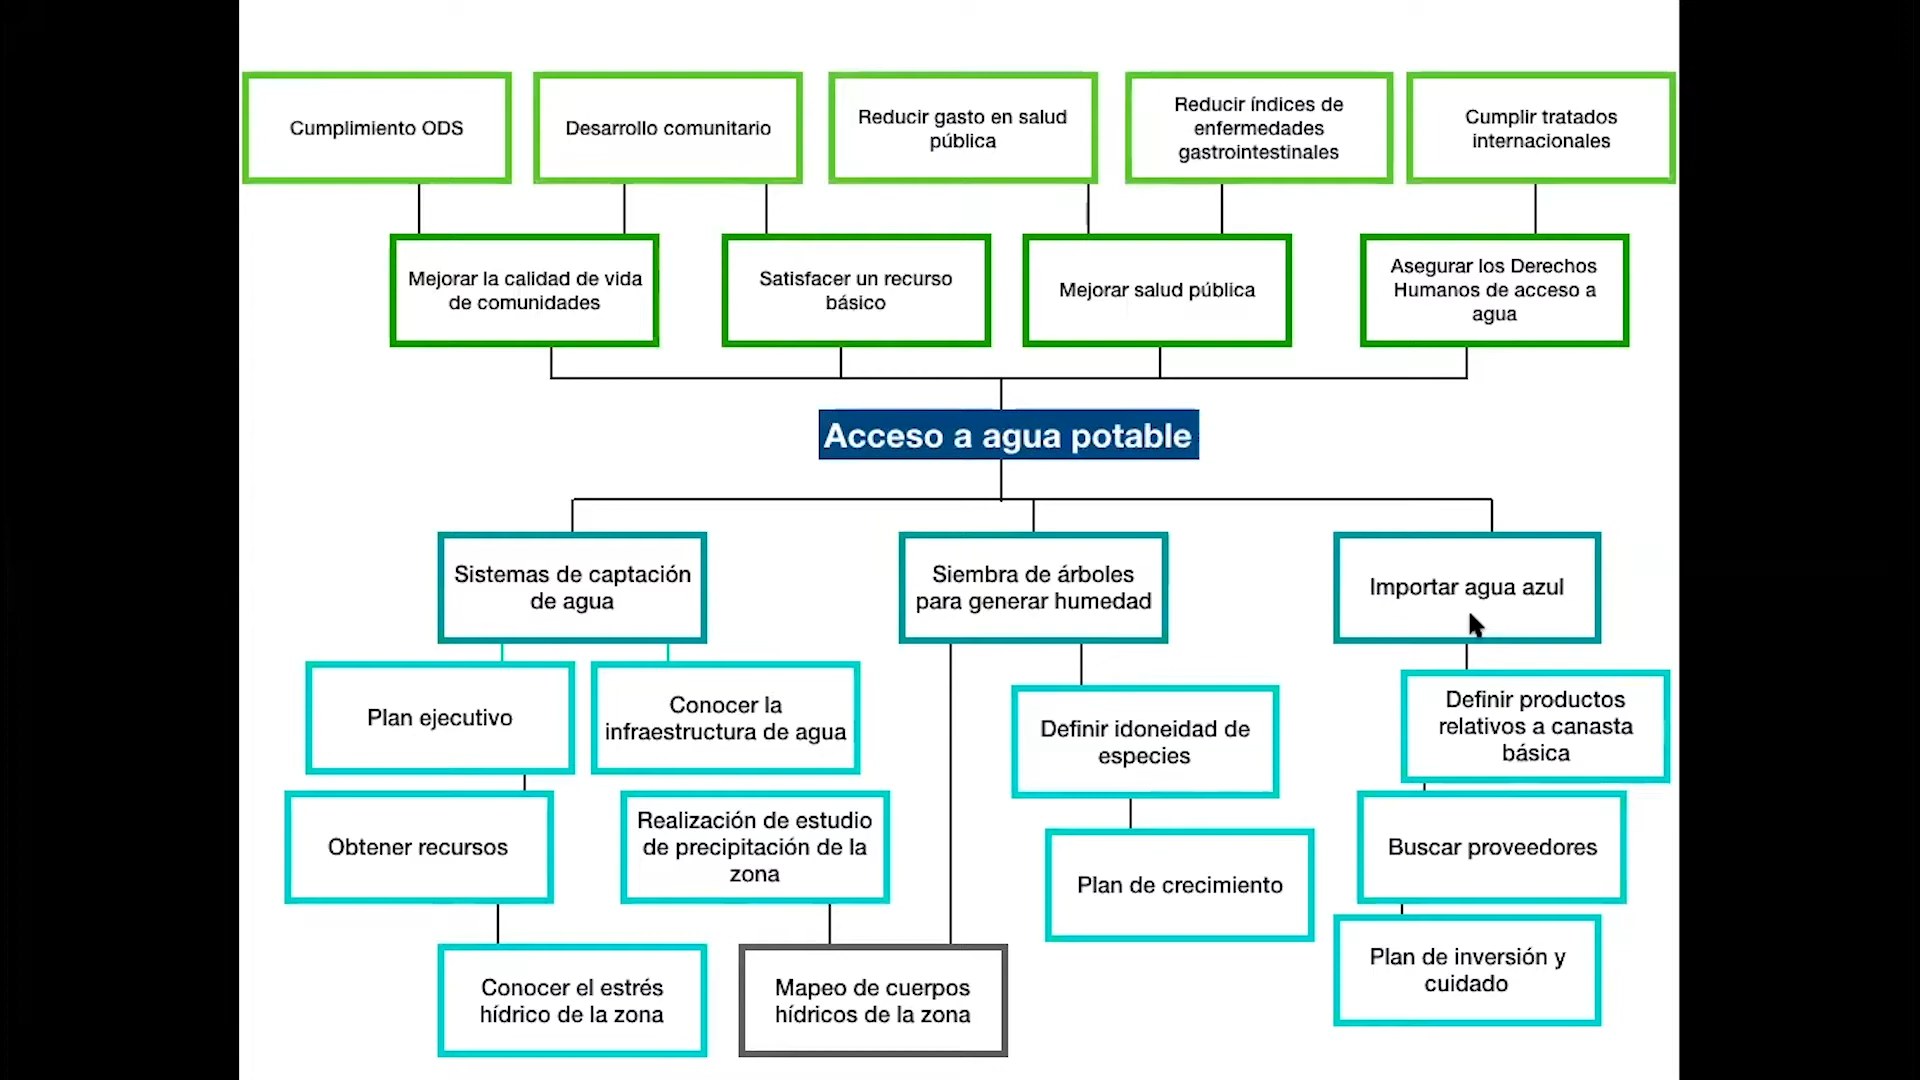 Cumplimiento ODS
Desarrollo comunitario
Reducir gasto en salud
pública
Reducir índices de
enfermedades
gastrointestinales
Cumplir tratados
internacionales
Mejorar la calidad de vida
de comunidades
Satisfacer un recurso
básico
Mejorar salud pública
Asegurar los Derechos
Humanos de acceso a
agua
Acceso a agua potable
Sistemas de captación
de agua
Siembra de árboles
para generar humedad
Importar agua azul
Plan ejecutivo
Conocer la
infraestructura de agua
Definir idoneidad de
especies
Definir productos
relativos a canasta
básica
Obtener recursos
Realización de estudio
de precipitación de la
zona
Plan de crecimiento
Buscar proveedores
Conocer el estrés
hídrico de la zona
Mapeo de cuerpos
hídricos de la zona
Plan de inversión y
cuidado